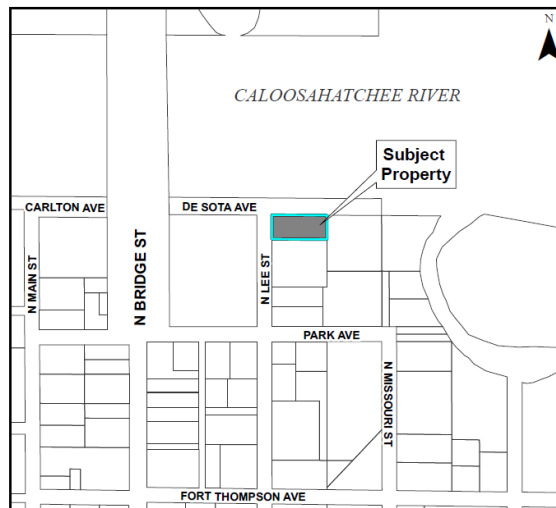 N
CALOOSAHATCHEE RIVER
Subject
Property
CARLTON AVE
DE SOTA AVE
N MAIN ST
N BRIDGE ST
N LEE ST
PARK AVE
N MISSOURI ST
FORT THOMPSON AVE